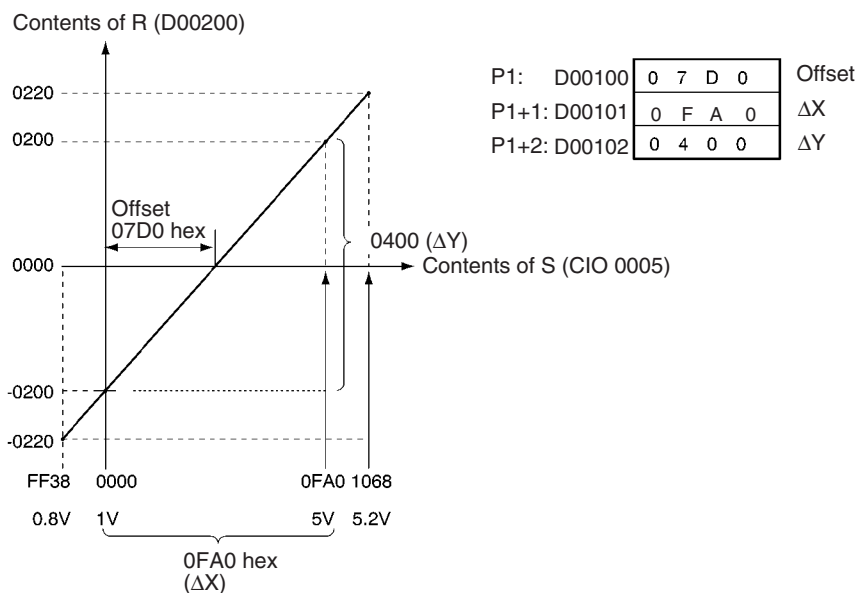 Contents of R (D00200)
0220
0200
Offset
07D0 hex
0400 (ΔY)
0000
Contents of S (CIO 0005)
-0200
-0220
FF38 0000 0FA0 1068
0.8V 1V 5V 5.2V
0FA0 hex
(ΔX)
P1: D00100 0 7 D 0 Offset
P1+1: D00101 0 F A 0 ΔX
P1+2: D00102 0 4 0 0 ΔY